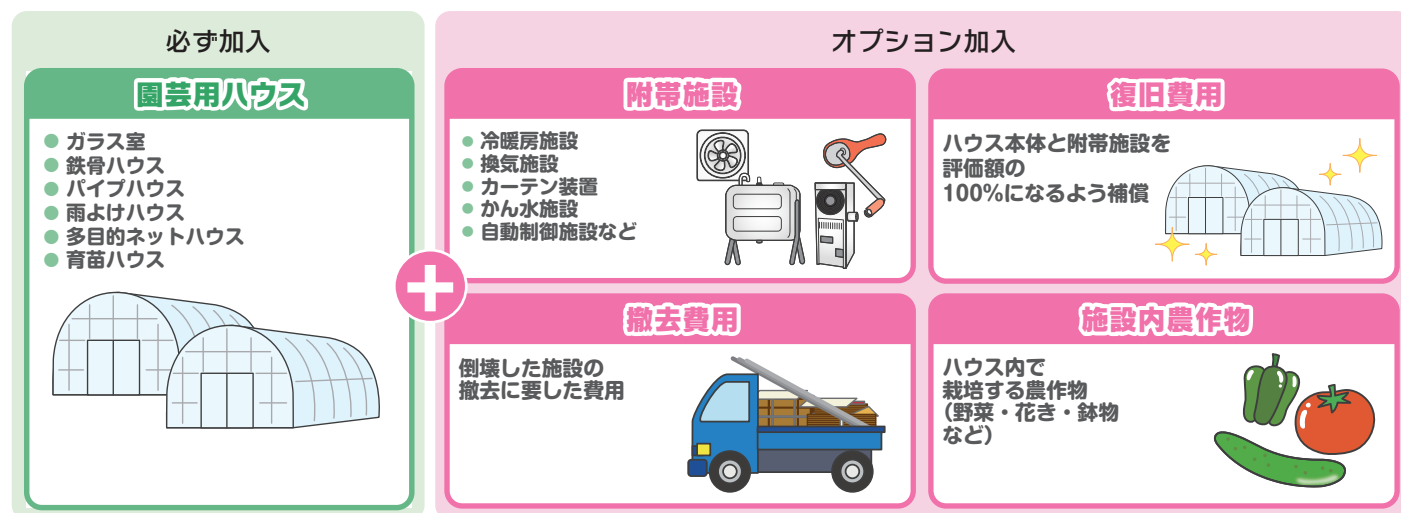 必ず加入
園芸用ハウス
ガラス室
鉄骨ハウス
パイプハウス
雨よけハウス
多目的ネットハウス
育苗ハウス
オプション加入
附帯施設
冷暖房施設
換気施設
カーテン装置
かん水施設
自動制御施設など
復旧費用
ハウス本体と附帯施設を
評価額の
100%になるよう補償
撤去費用
倒壊した施設の
撤去に要した費用
施設内農作物
ハウス内で
栽培する農作物
（野菜・花き・鉢物
など）